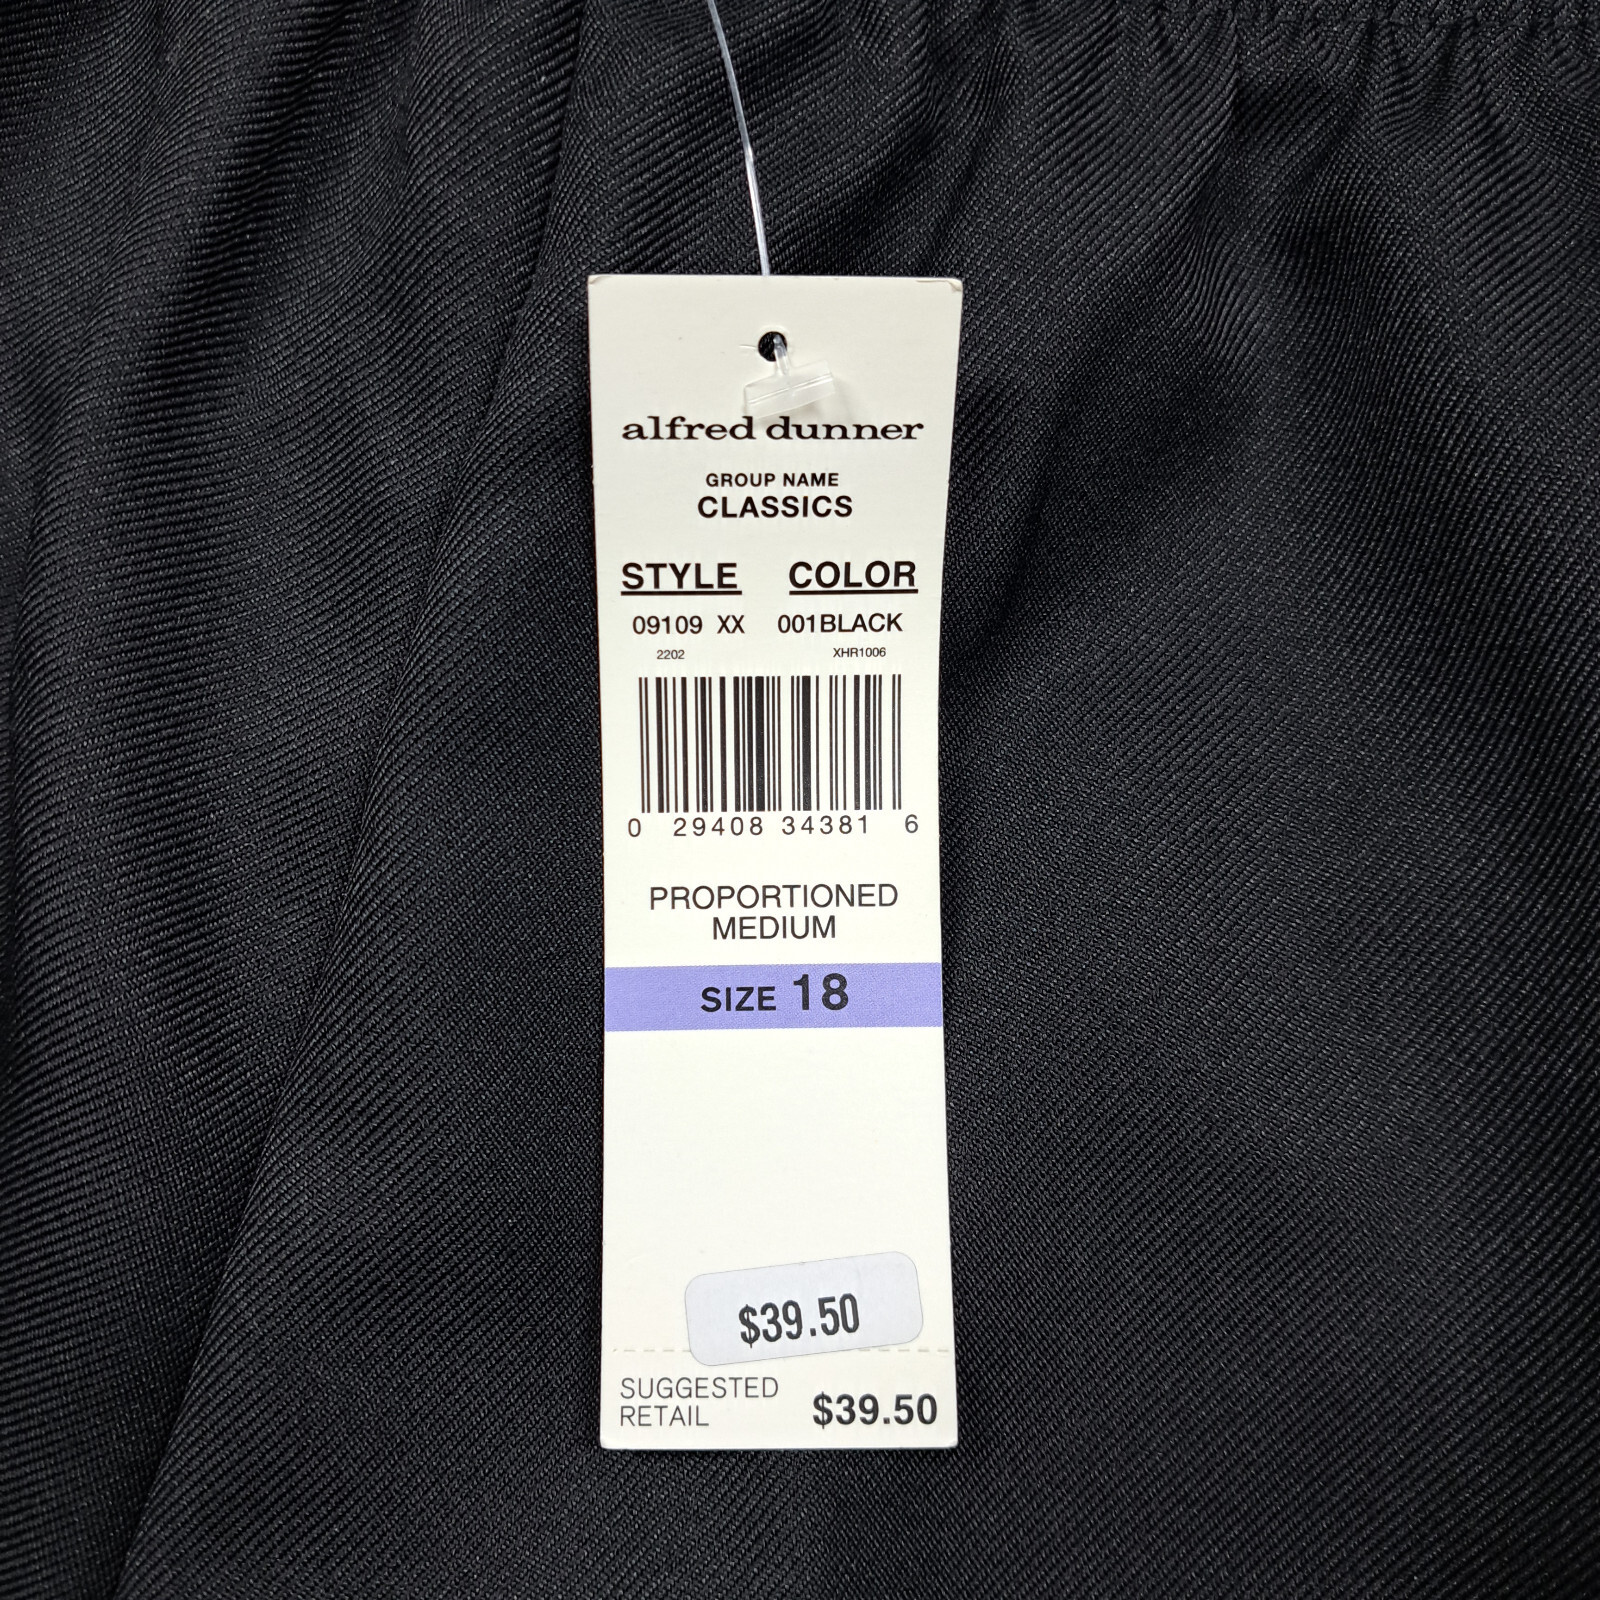 alfred dunner
GROUP NAME
CLASSICS
STYLE COLOR
09109 XX 001BLACK
2202 XHR1006
0 29408 34381 6
PROPORTIONED
MEDIUM
SIZE 18
$39.50
SUGGESTED
RETAIL $39.50